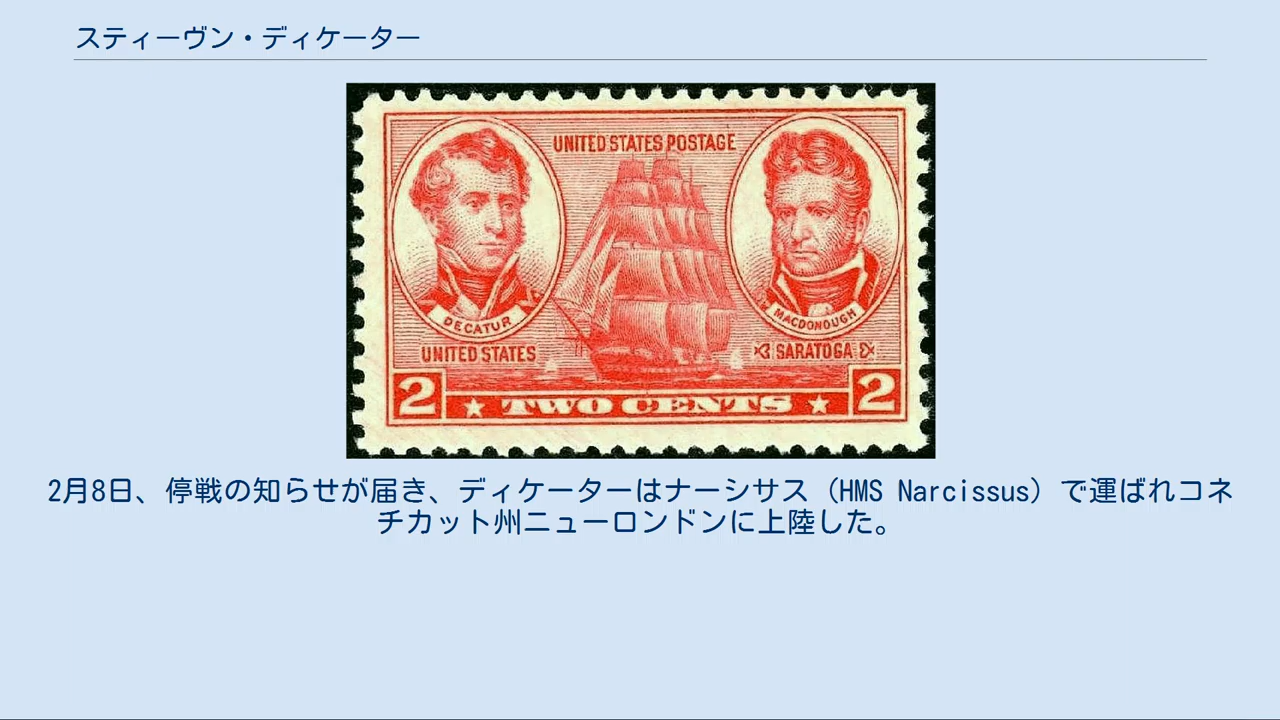 スティーヴン・ディケーター
UNITED STATES POSTAGE
DECATUR
MACDONOUGH
UNITED STATES
SARATOGA
2 TWO CENTS 2
2月8日、停戦の知らせが届き、ディケーターはナーシサス（HMS Narcissus）で運ばれコネ
チカット州ニューロンドンに上陸した。